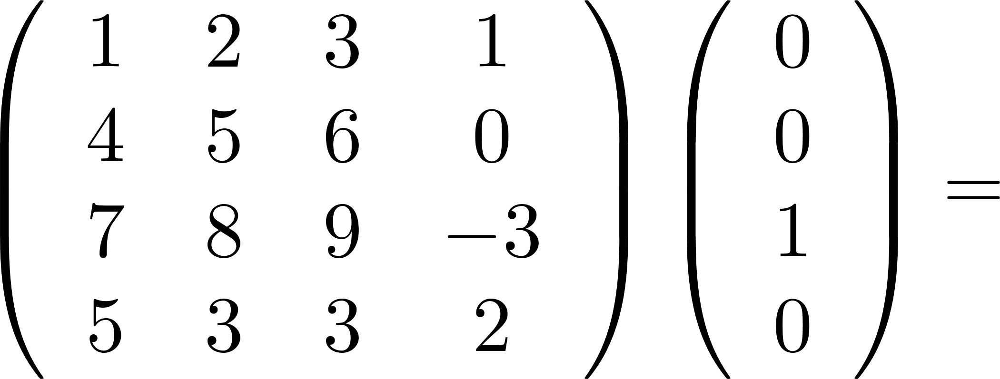 ( 1 2 3 1 ) ( 0 )
( 4 5 6 0 ) ( 0 ) =
( 7 8 9 −3 ) ( 1 )
( 5 3 3 2 ) ( 0 )